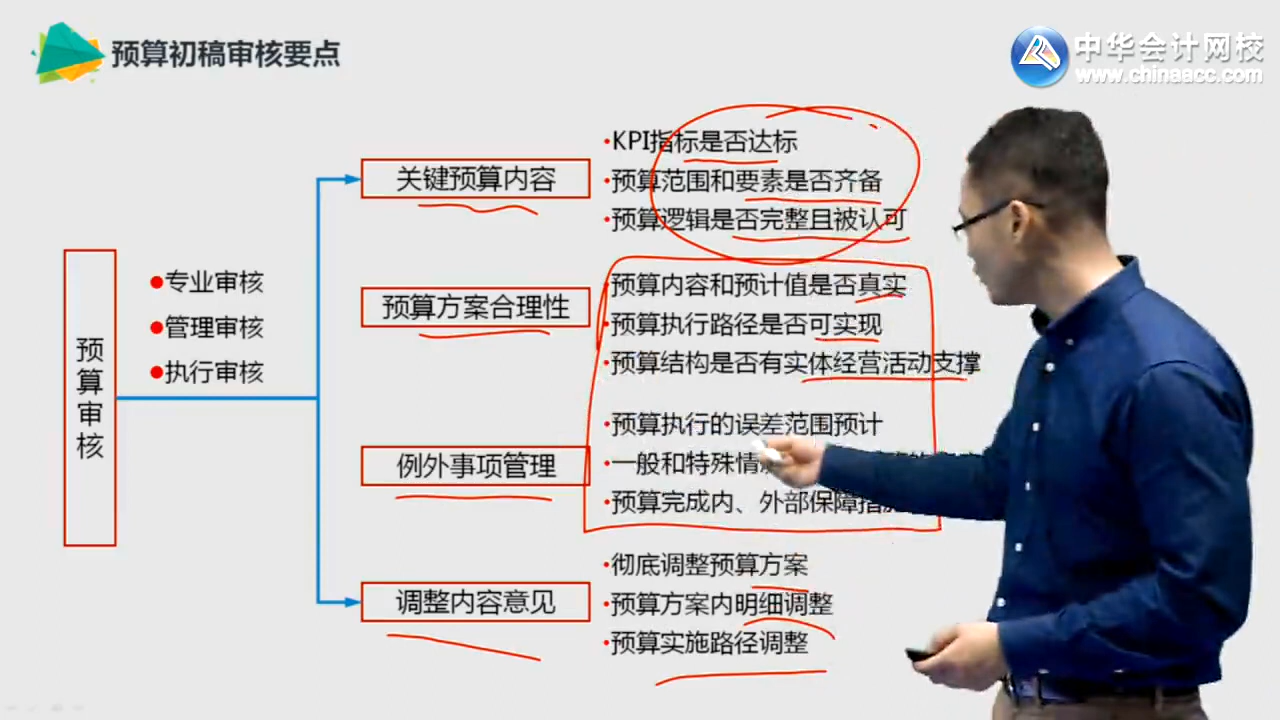 预算初稿审核要点
中华会计网校
www.chinaacc.com
预算审核
●专业审核
●管理审核
●执行审核
关键预算内容
·KPI指标是否达标
·预算范围和要素是否齐备
·预算逻辑是否完整且被认可
预算方案合理性
·预算内容和预计值是否真实
·预算执行路径是否可实现
·预算结构是否有实体经营活动支撑
例外事项管理
·预算执行的误差范围预计
·一般和特殊情
·预算完成内、外部保障措施
调整内容意见
·彻底调整预算方案
·预算方案内明细调整
·预算实施路径调整